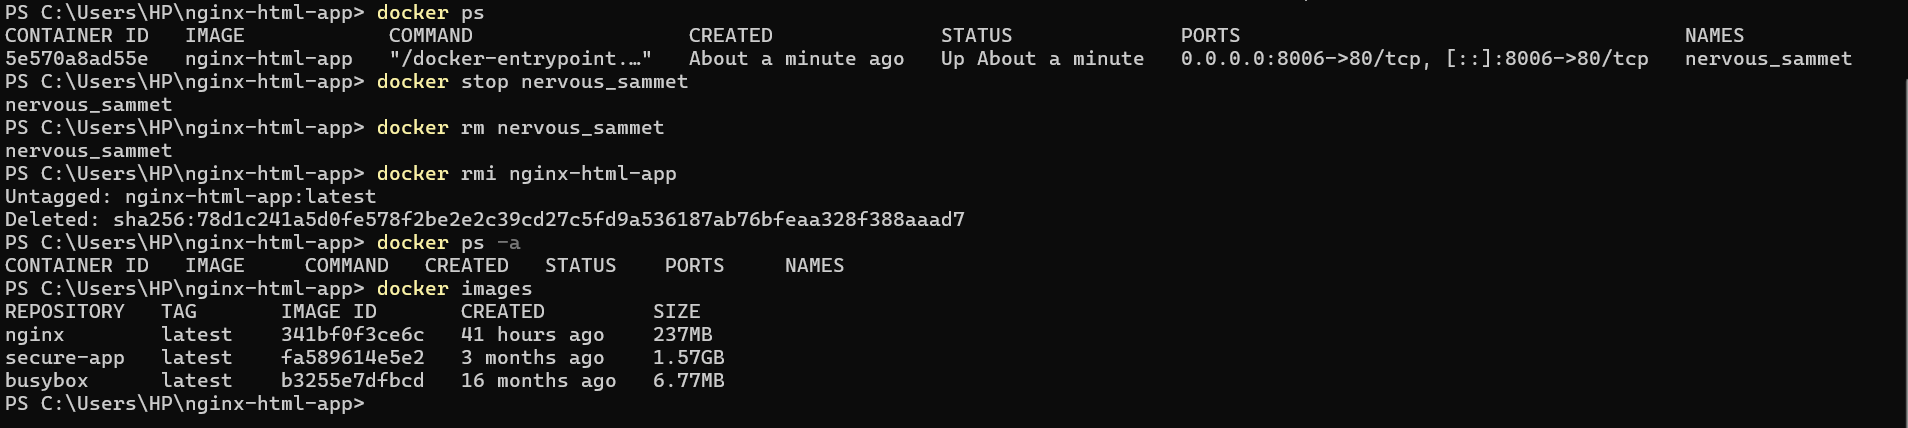 PS C:\Users\HP\nginx-html-app> docker ps
CONTAINER ID   IMAGE            COMMAND                  CREATED              STATUS              PORTS                                     NAMES
5e570a8ad55e   nginx-html-app   "/docker-entrypoint.…"   About a minute ago   Up About a minute   0.0.0.0:8006->80/tcp, [::]:8006->80/tcp   nervous_sammet
PS C:\Users\HP\nginx-html-app> docker stop nervous_sammet
nervous_sammet
PS C:\Users\HP\nginx-html-app> docker rm nervous_sammet
nervous_sammet
PS C:\Users\HP\nginx-html-app> docker rmi nginx-html-app
Untagged: nginx-html-app:latest
Deleted: sha256:78d1c241a5d0fe578f2be2e2c39cd27c5fd9a536187ab76bfeaa328f388aaad7
PS C:\Users\HP\nginx-html-app> docker ps -a
CONTAINER ID   IMAGE     COMMAND   CREATED   STATUS    PORTS     NAMES
PS C:\Users\HP\nginx-html-app> docker images
REPOSITORY   TAG       IMAGE ID       CREATED         SIZE
nginx        latest    341bf0f3ce6c   41 hours ago    237MB
secure-app   latest    fa589614e5e2   3 months ago    1.57GB
busybox      latest    b3255e7dfbcd   16 months ago   6.77MB
PS C:\Users\HP\nginx-html-app>